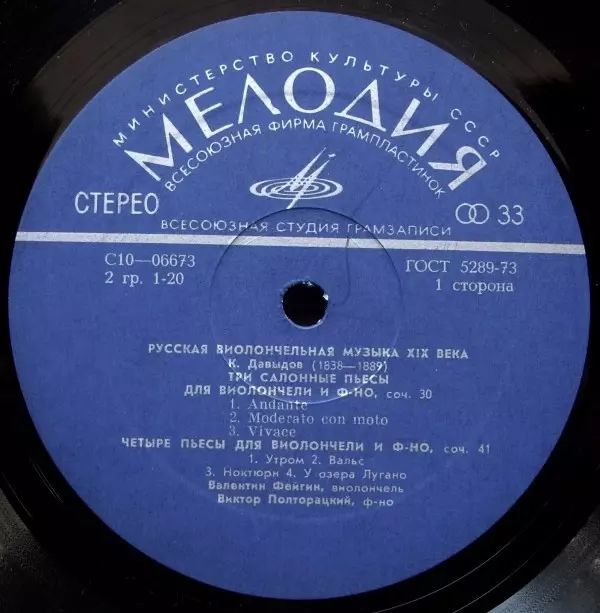 МИНИСТЕРСТВО КУЛЬТУРЫ СССР
МЕЛОДИЯ
ВСЕСОЮЗНАЯ ФИРМА ГРАМПЛАСТИНОК
СТЕРЕО
33
ВСЕСОЮЗНАЯ СТУДИЯ ГРАМЗАПИСИ
С10—06673
ГОСТ 5289-73
2 гр. 1-20
1 сторона
РУССКАЯ ВИОЛОНЧЕЛЬНАЯ МУЗЫКА XIX ВЕКА
К. Давыдов (1838—1889)
ТРИ САЛОННЫЕ ПЬЕСЫ
ДЛЯ ВИОЛОНЧЕЛИ И Ф-НО, соч. 30
1. Andante
2. Moderato con moto
3. Vivace
ЧЕТЫРЕ ПЬЕСЫ ДЛЯ ВИОЛОНЧЕЛИ И Ф-НО, соч. 41
1. Утром 2. Вальс
3. Ноктюрн 4. У озера Лугано
Валентин Фейгин, виолончель
Виктор Полторацкий, ф-но